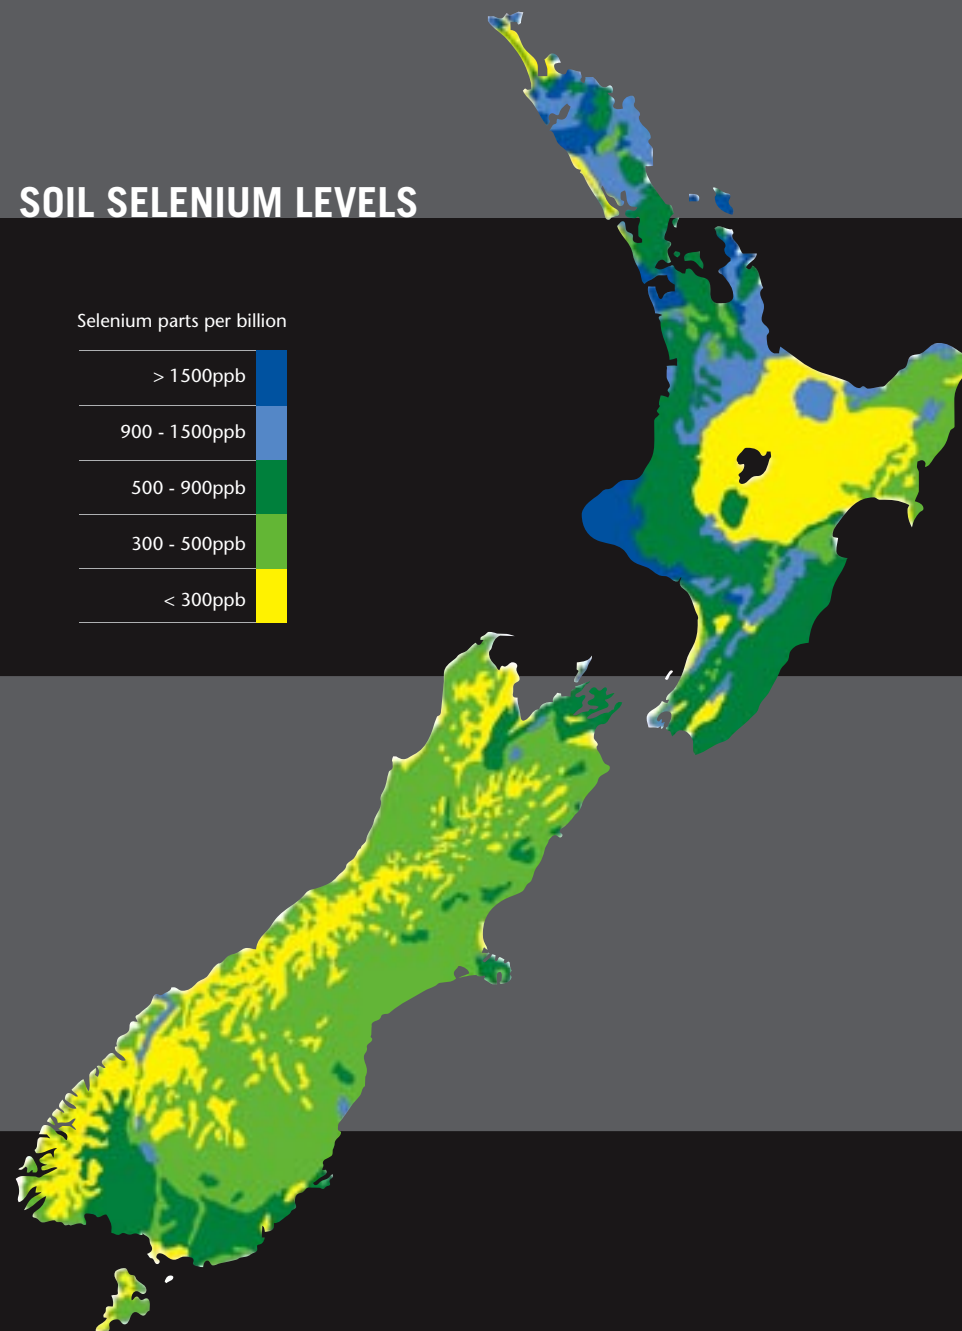 SOIL SELENIUM LEVELS
Selenium parts per billion
> 1500ppb
900 - 1500ppb
500 - 900ppb
300 - 500ppb
< 300ppb